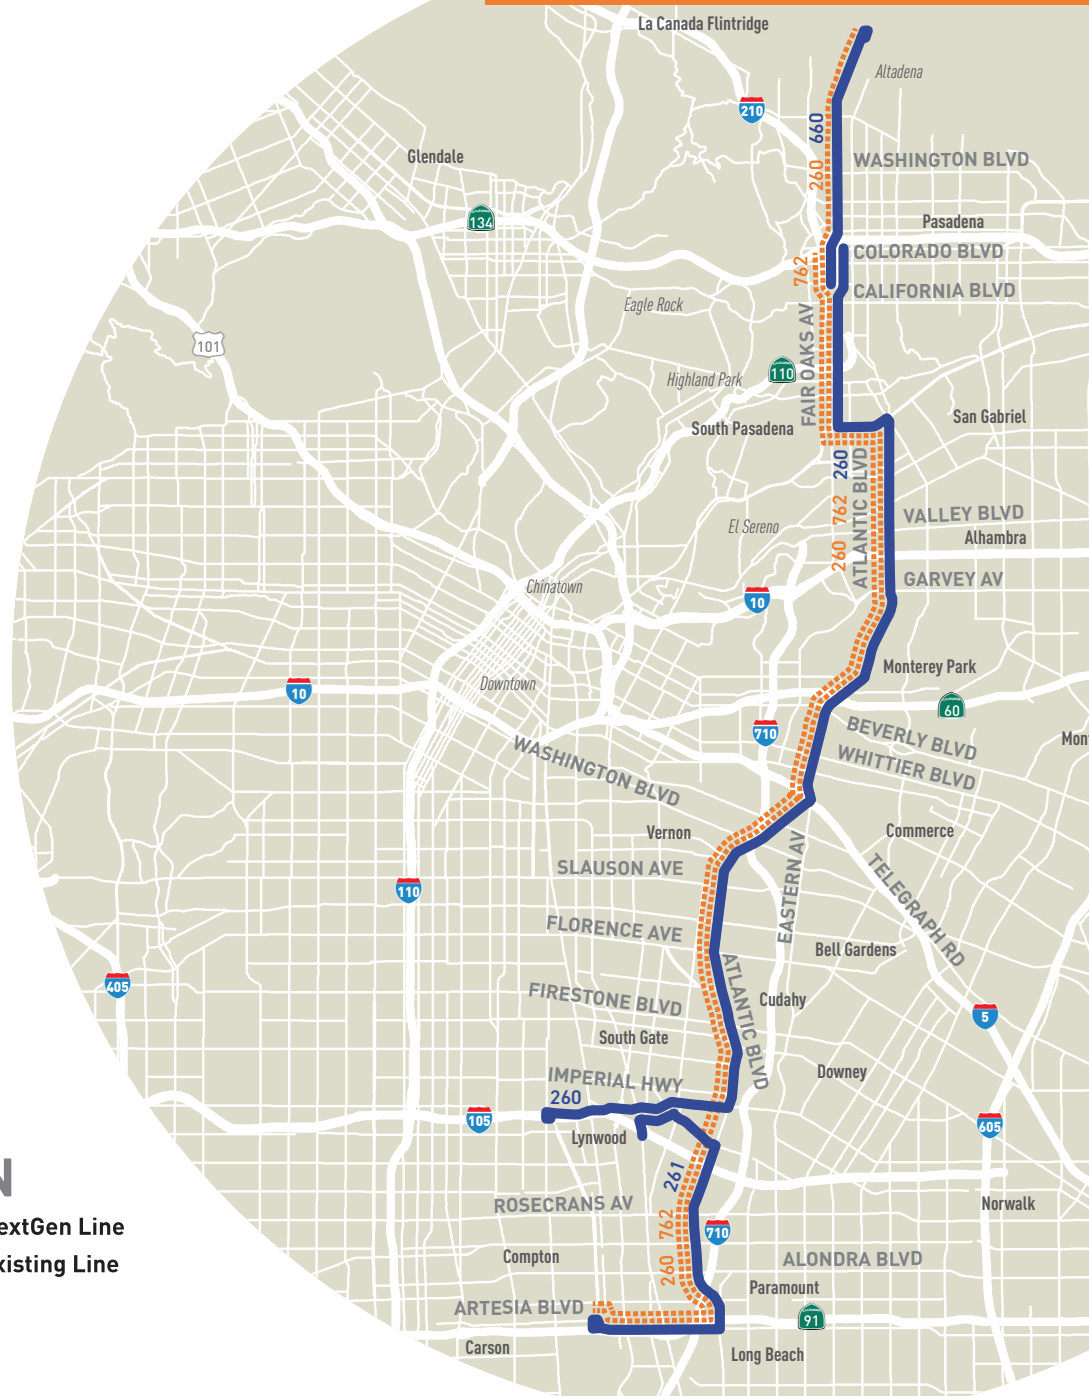 La Canada Flintridge
Altadena
210
660
260
WASHINGTON BLVD
Glendale
134
Pasadena
COLORADO BLVD
762
CALIFORNIA BLVD
Eagle Rock
101
FAIR OAKS AV
Highland Park
110
South Pasadena
San Gabriel
260
ATLANTIC BLVD
762
260
VALLEY BLVD
El Sereno
Alhambra
GARVEY AV
Chinatown
10
Monterey Park
Downtown
10
60
710
BEVERLY BLVD
WHITTIER BLVD
Mon
WASHINGTON BLVD
Vernon
Commerce
SLAUSON AVE
110
EASTERN AV
TELEGRAPH RD
FLORENCE AVE
Bell Gardens
ATLANTIC BLVD
405
FIRESTONE BLVD
Cudahy
5
South Gate
Downey
IMPERIAL HWY
260
105
Lynwood
605
N
261
ROSECRANS AV
Norwalk
extGen Line
762
710
xisting Line
Compton
260
ALONDRA BLVD
Paramount
ARTESIA BLVD
91
Carson
Long Beach